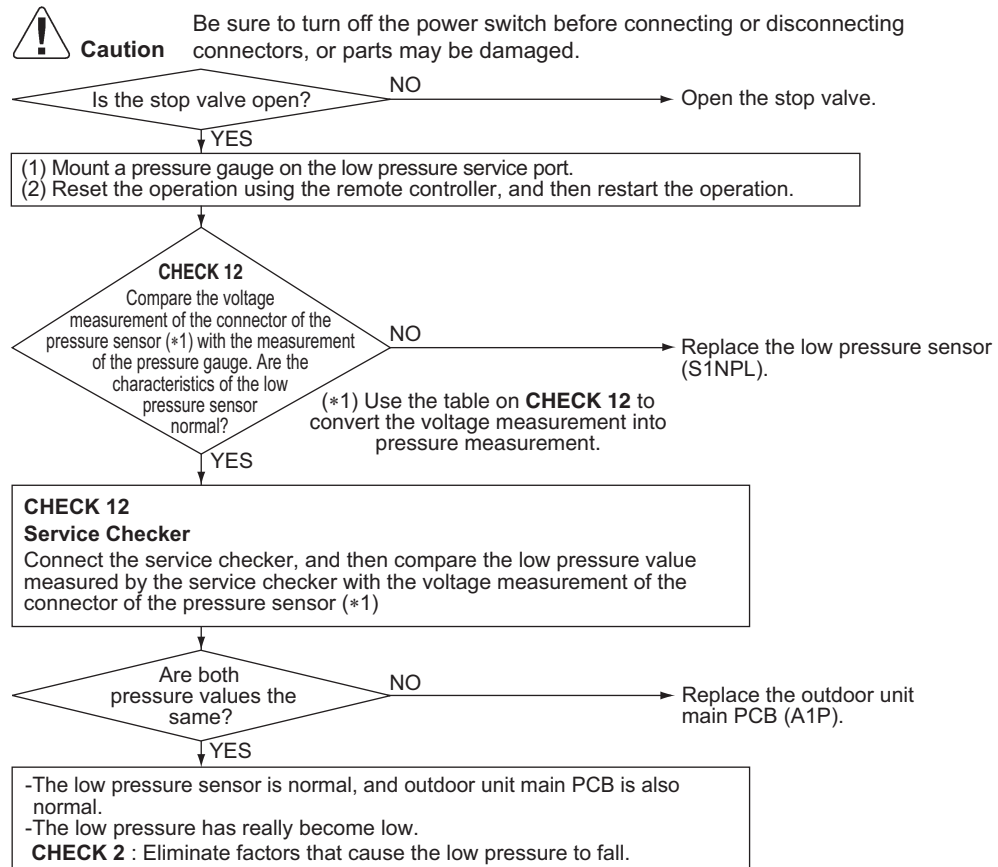 Caution
Be sure to turn off the power switch before connecting or disconnecting
connectors, or parts may be damaged.
Is the stop valve open?
NO
Open the stop valve.
YES
(1) Mount a pressure gauge on the low pressure service port.
(2) Reset the operation using the remote controller, and then restart the operation.
CHECK 12
Compare the voltage
measurement of the connector of the
pressure sensor (*1) with the measurement
of the pressure gauge. Are the
characteristics of the low
pressure sensor
normal?
NO
Replace the low pressure sensor
(S1NPL).
(*1) Use the table on CHECK 12 to
convert the voltage measurement into
pressure measurement.
YES
CHECK 12
Service Checker
Connect the service checker, and then compare the low pressure value
measured by the service checker with the voltage measurement of the
connector of the pressure sensor (*1)
Are both
pressure values the
same?
NO
Replace the outdoor unit
main PCB (A1P).
YES
-The low pressure sensor is normal, and outdoor unit main PCB is also
normal.
-The low pressure has really become low.
CHECK 2 : Eliminate factors that cause the low pressure to fall.